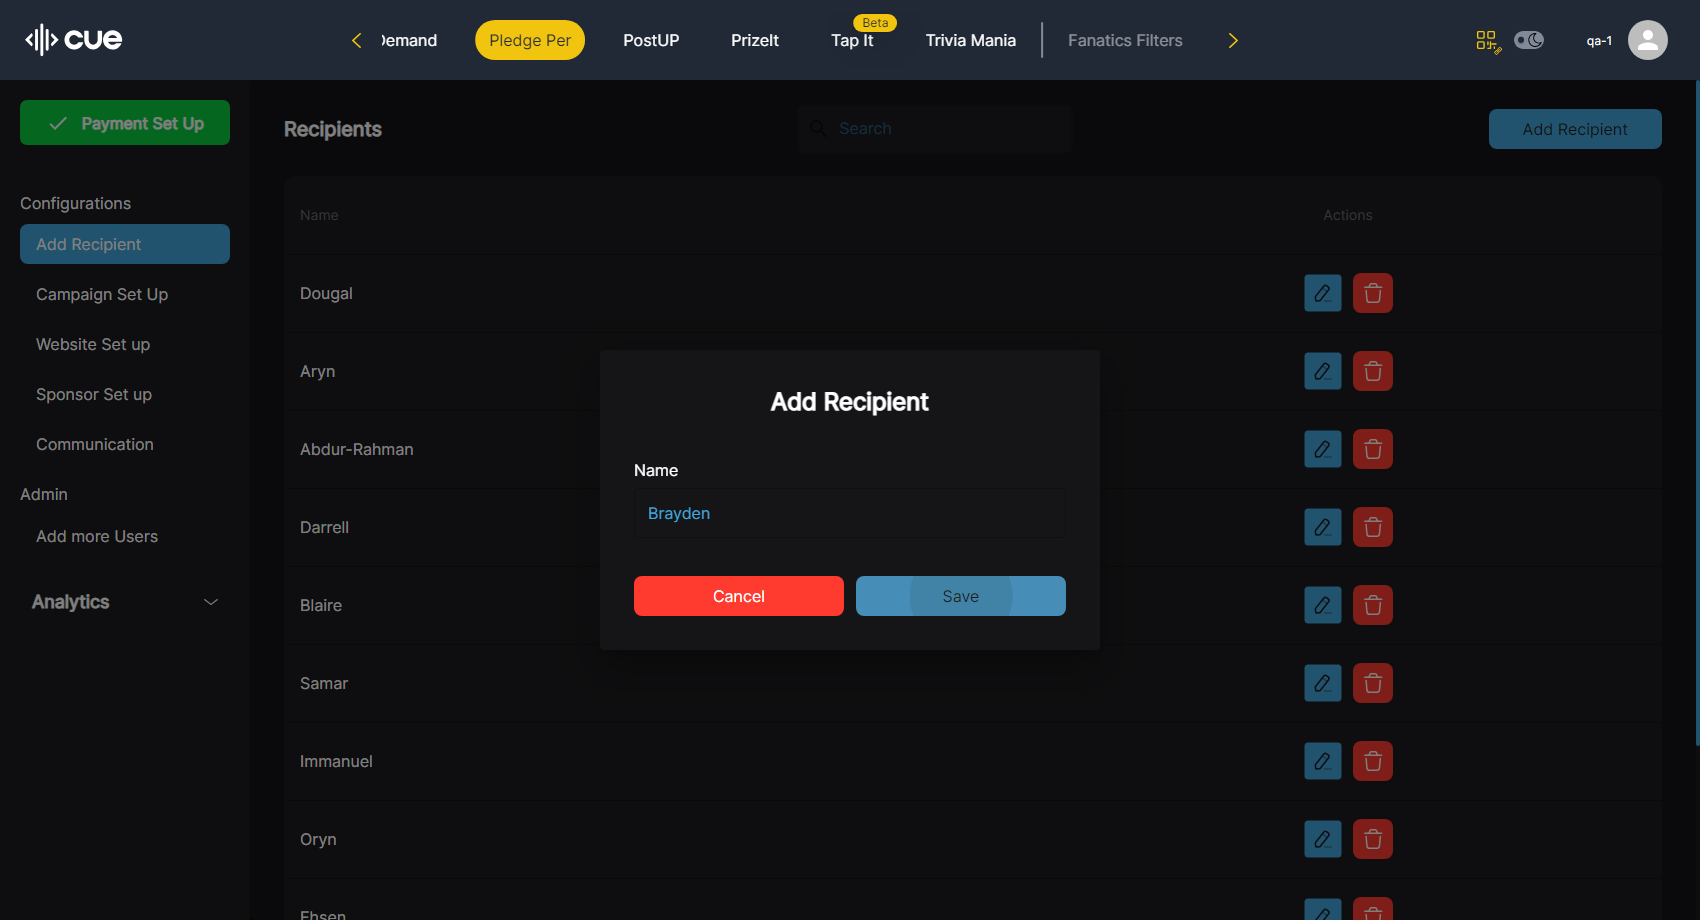 cue
Demand
Pledge Per
PostUP
PrizeIt
Tap It
Beta
Trivia Mania
Fanatics Filters
qa-1
Payment Set Up
Configurations
Add Recipient
Campaign Set Up
Website Set up
Sponsor Set up
Communication
Admin
Add more Users
Analytics
Recipients
Search
Add Recipient
Name
Actions
Dougal
Aryn
Abdur-Rahman
Darrell
Blaire
Samar
Immanuel
Oryn
Ehsen
Add Recipient
Name
Brayden
Cancel
Save